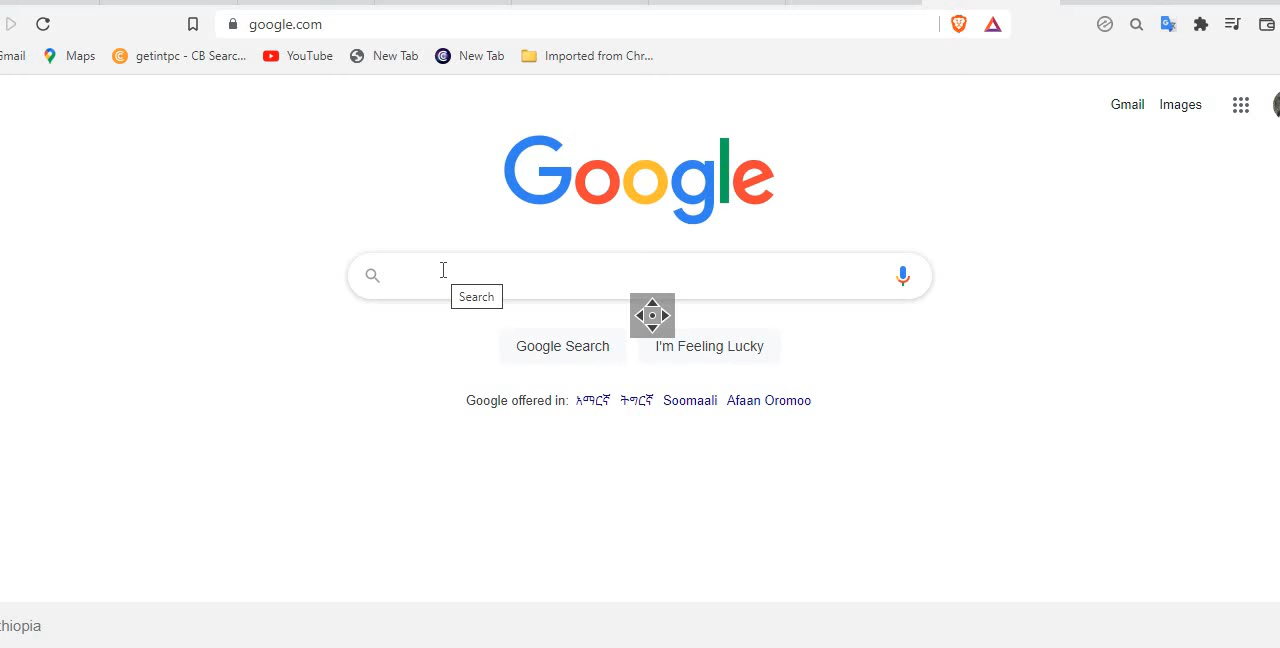 google.com
Gmail Maps getintpc - CB Searc... YouTube New Tab New Tab Imported from Chr...
Gmail Images
Google
Search
Google Search I'm Feeling Lucky
Google offered in: አማርኛ ትግርኛ Soomaali Afaan Oromoo
thiopia